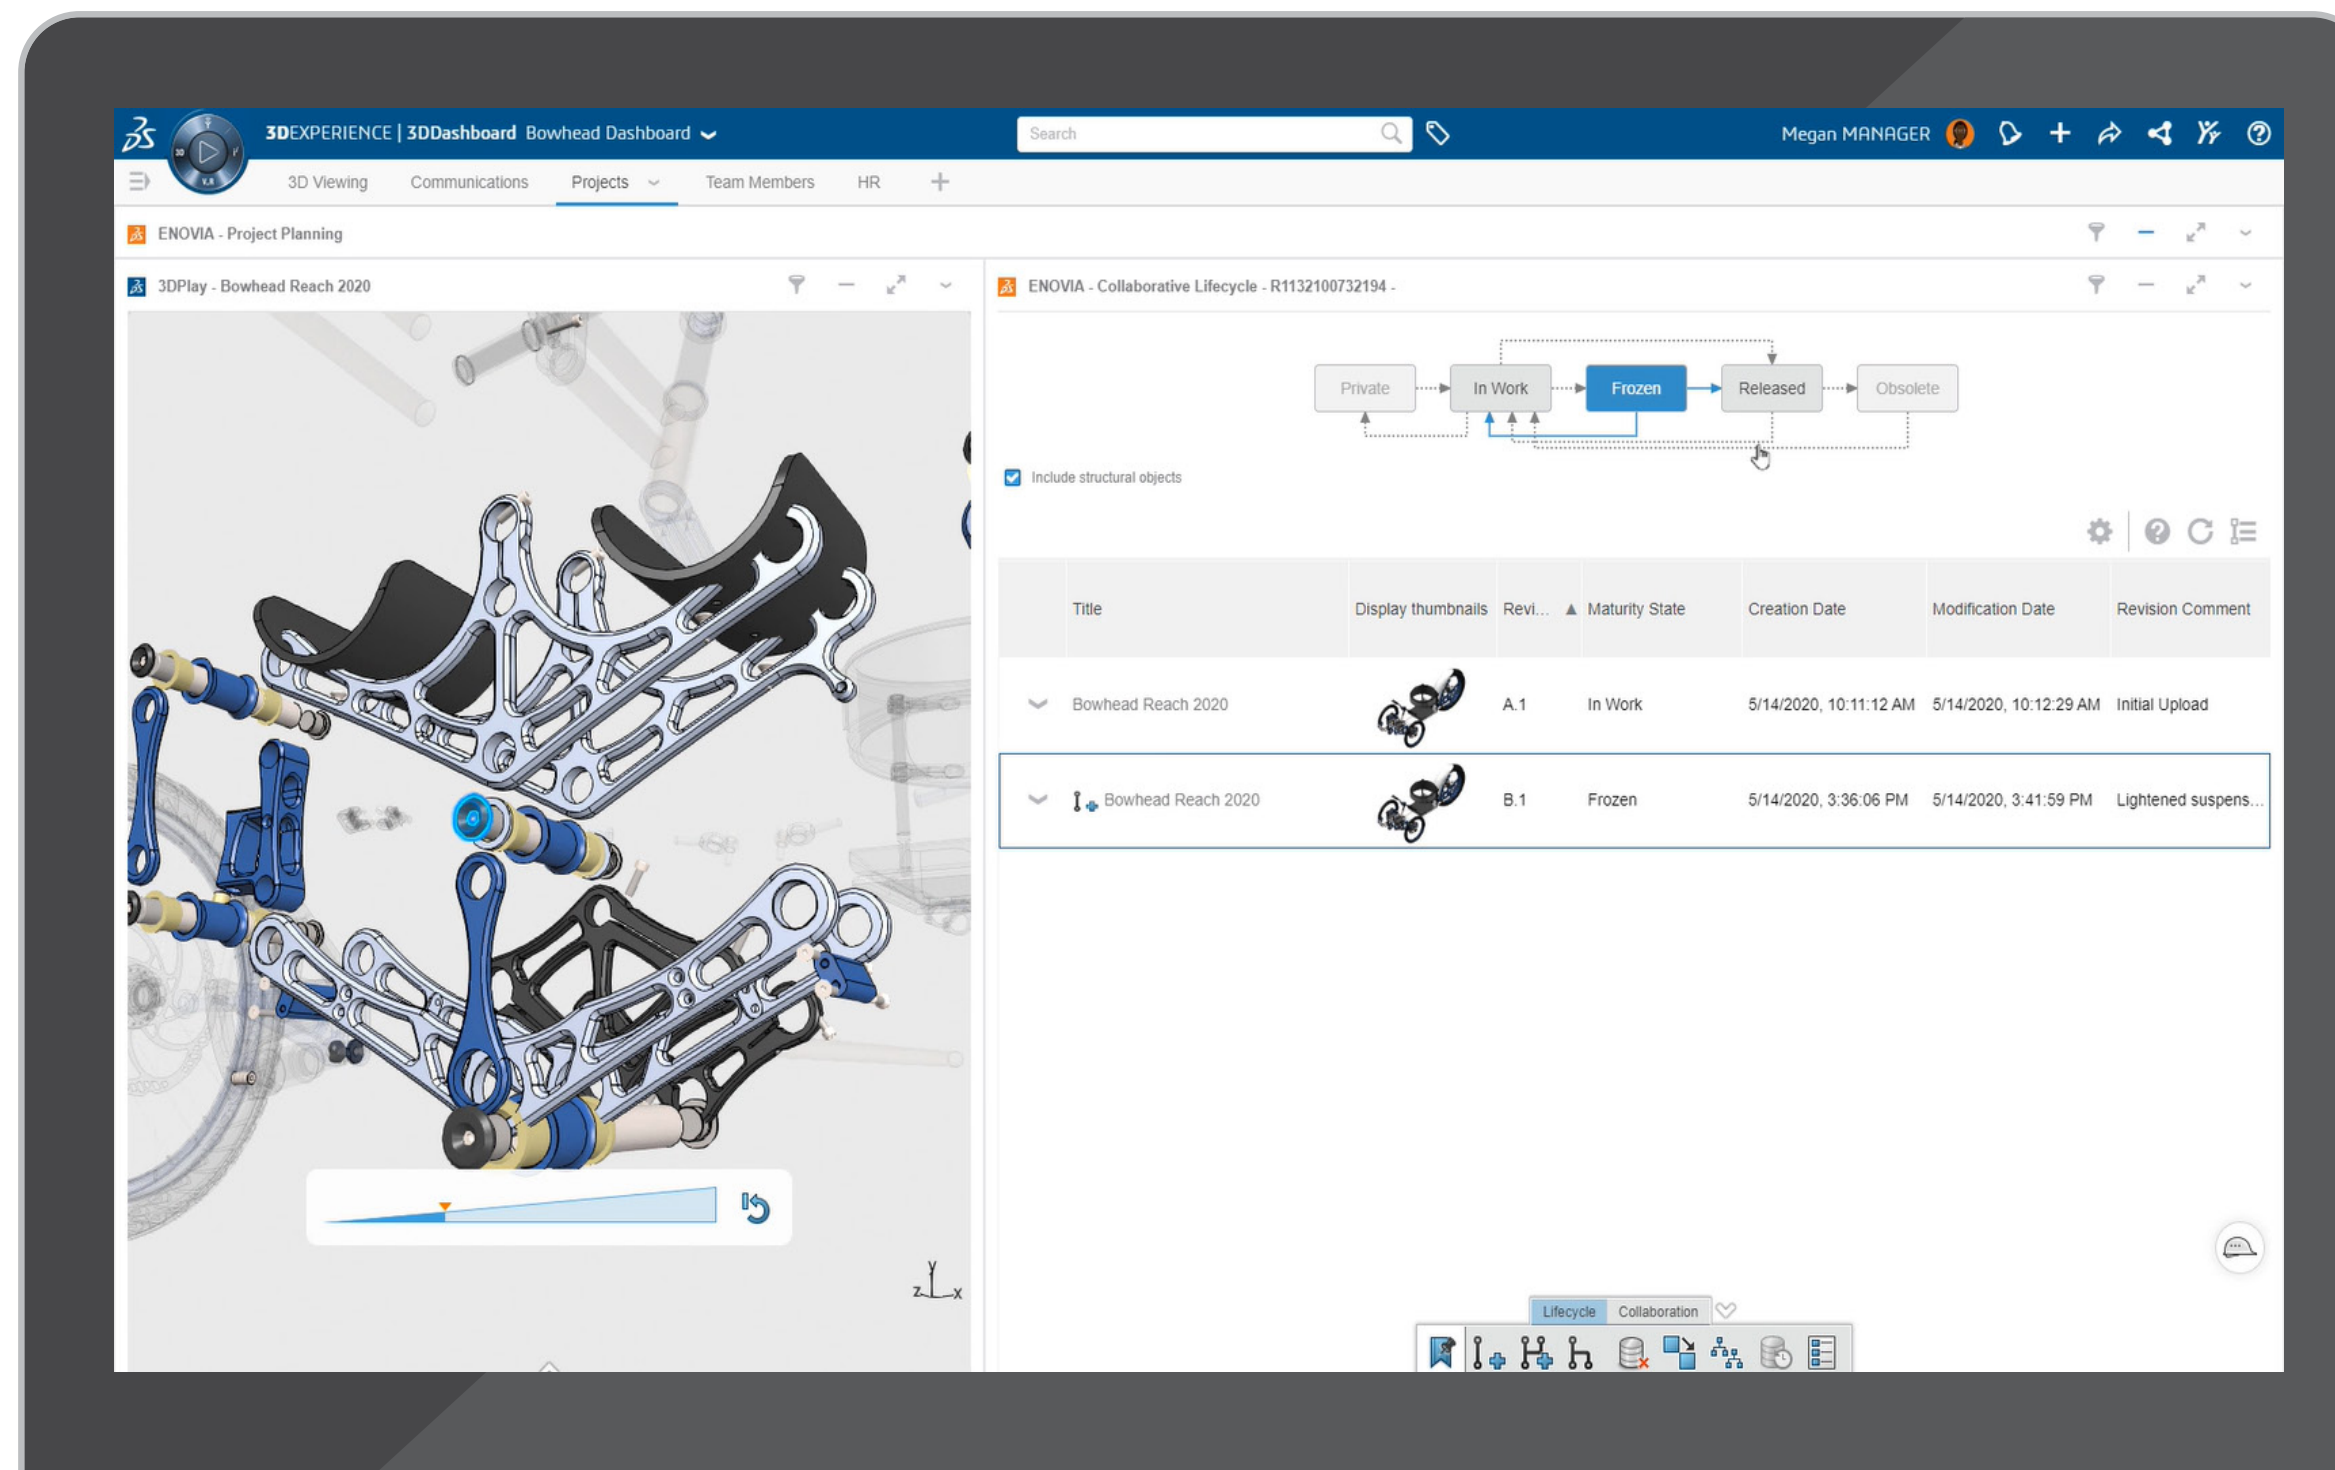 3DEXPERIENCE | 3DDashboard Bowhead Dashboard
Search
Megan MANAGER
3D
V.R
3D Viewing
Communications
Projects
Team Members
HR
ENOVIA - Project Planning
3DPlay - Bowhead Reach 2020
ENOVIA - Collaborative Lifecycle - R1132100732194 -
Private
In Work
Frozen
Released
Obsolete
Include structural objects
Title
Display thumbnails
Revi...
Maturity State
Creation Date
Modification Date
Revision Comment
Bowhead Reach 2020
A.1
In Work
5/14/2020, 10:11:12 AM
5/14/2020, 10:12:29 AM
Initial Upload
Bowhead Reach 2020
B.1
Frozen
5/14/2020, 3:36:06 PM
5/14/2020, 3:41:59 PM
Lightened suspens...
y
z
x
Lifecycle
Collaboration